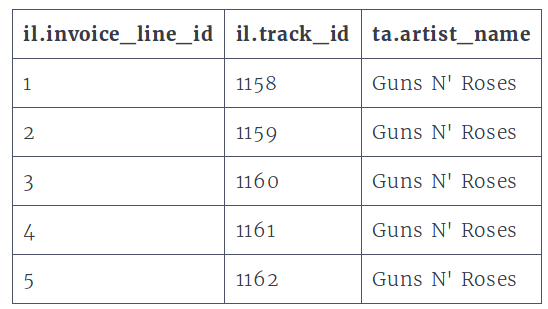 il.invoice_line_id il.track_id ta.artist_name
1 1158 Guns N' Roses
2 1159 Guns N' Roses
3 1160 Guns N' Roses
4 1161 Guns N' Roses
5 1162 Guns N' Roses